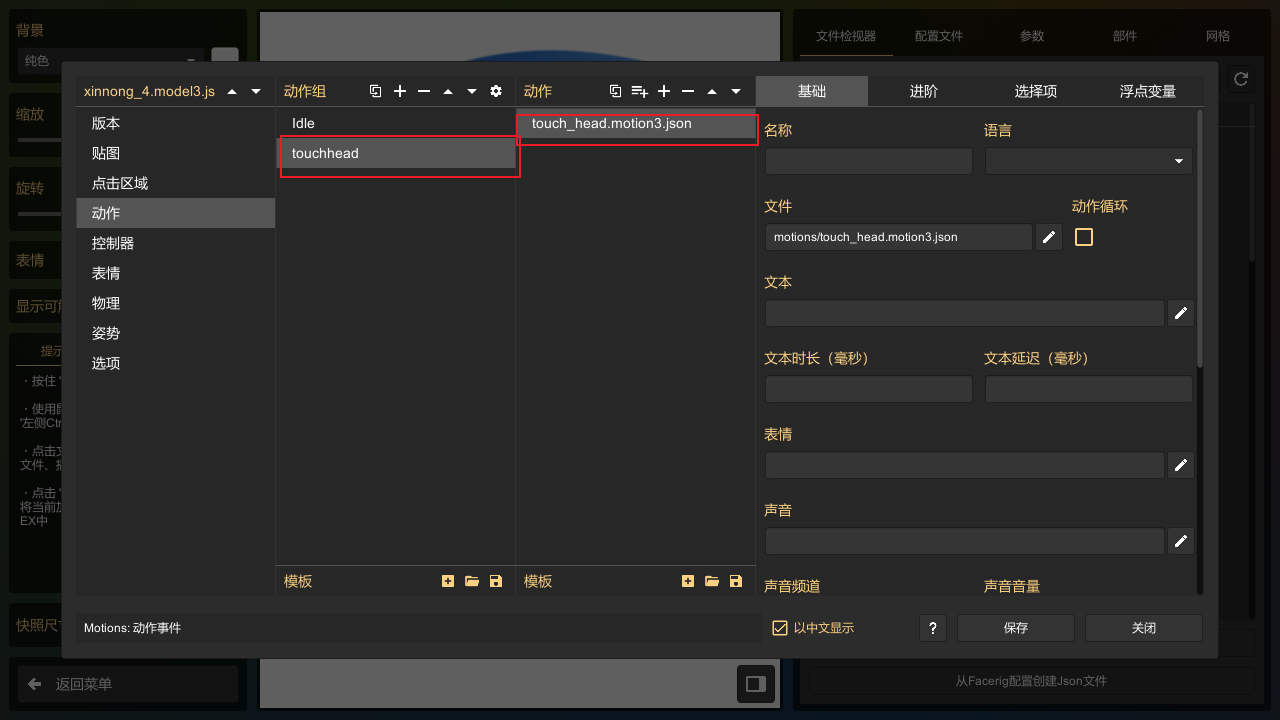 背景
纯色
缩放
旋转
表情
提示
· 按住 '
· 使用
'左侧Ctr
· 点击文
文件、
· 点击 '
将当前
EX中
快照尺寸
返回菜单
文件检视器
配置文件
参数
部件
网格
从Facerig配置创建Json文件
xinnong_4.model3.js
版本
贴图
点击区域
动作
控制器
表情
物理
姿势
选项
动作组
Idle
touchhead
模板
动作
touch_head.motion3.json
模板
基础
进阶
选择项
浮点变量
名称
语言
文件
动作循环
motions/touch_head.motion3.json
文本
文本时长（毫秒）
文本延迟（毫秒）
表情
声音
声音频道
声音音量
Motions: 动作事件
以中文显示
?
保存
关闭